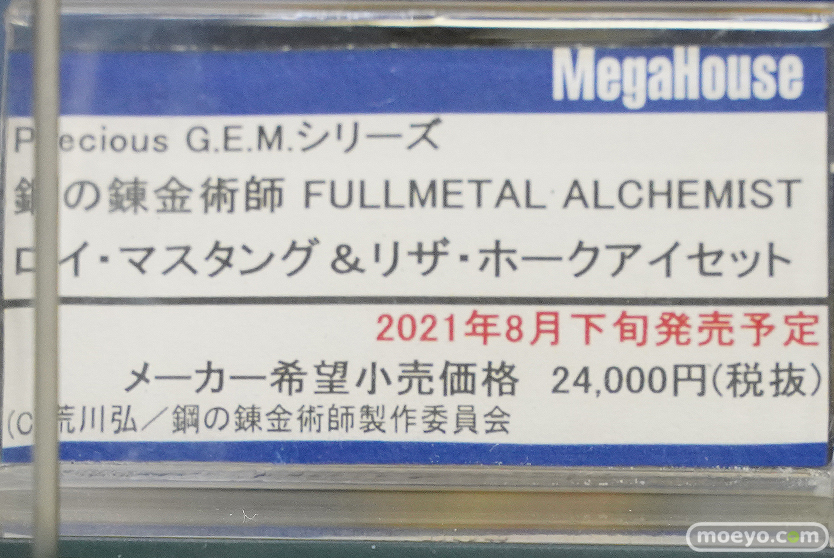 MegaHouse
Precious G.E.M.シリーズ
鋼の錬金術師 FULLMETAL ALCHEMIST
ロイ・マスタング＆リザ・ホークアイセット
2021年8月下旬発売予定
メーカー希望小売価格 24,000円(税抜)
(C)荒川弘／鋼の錬金術師製作委員会
moeyo.com